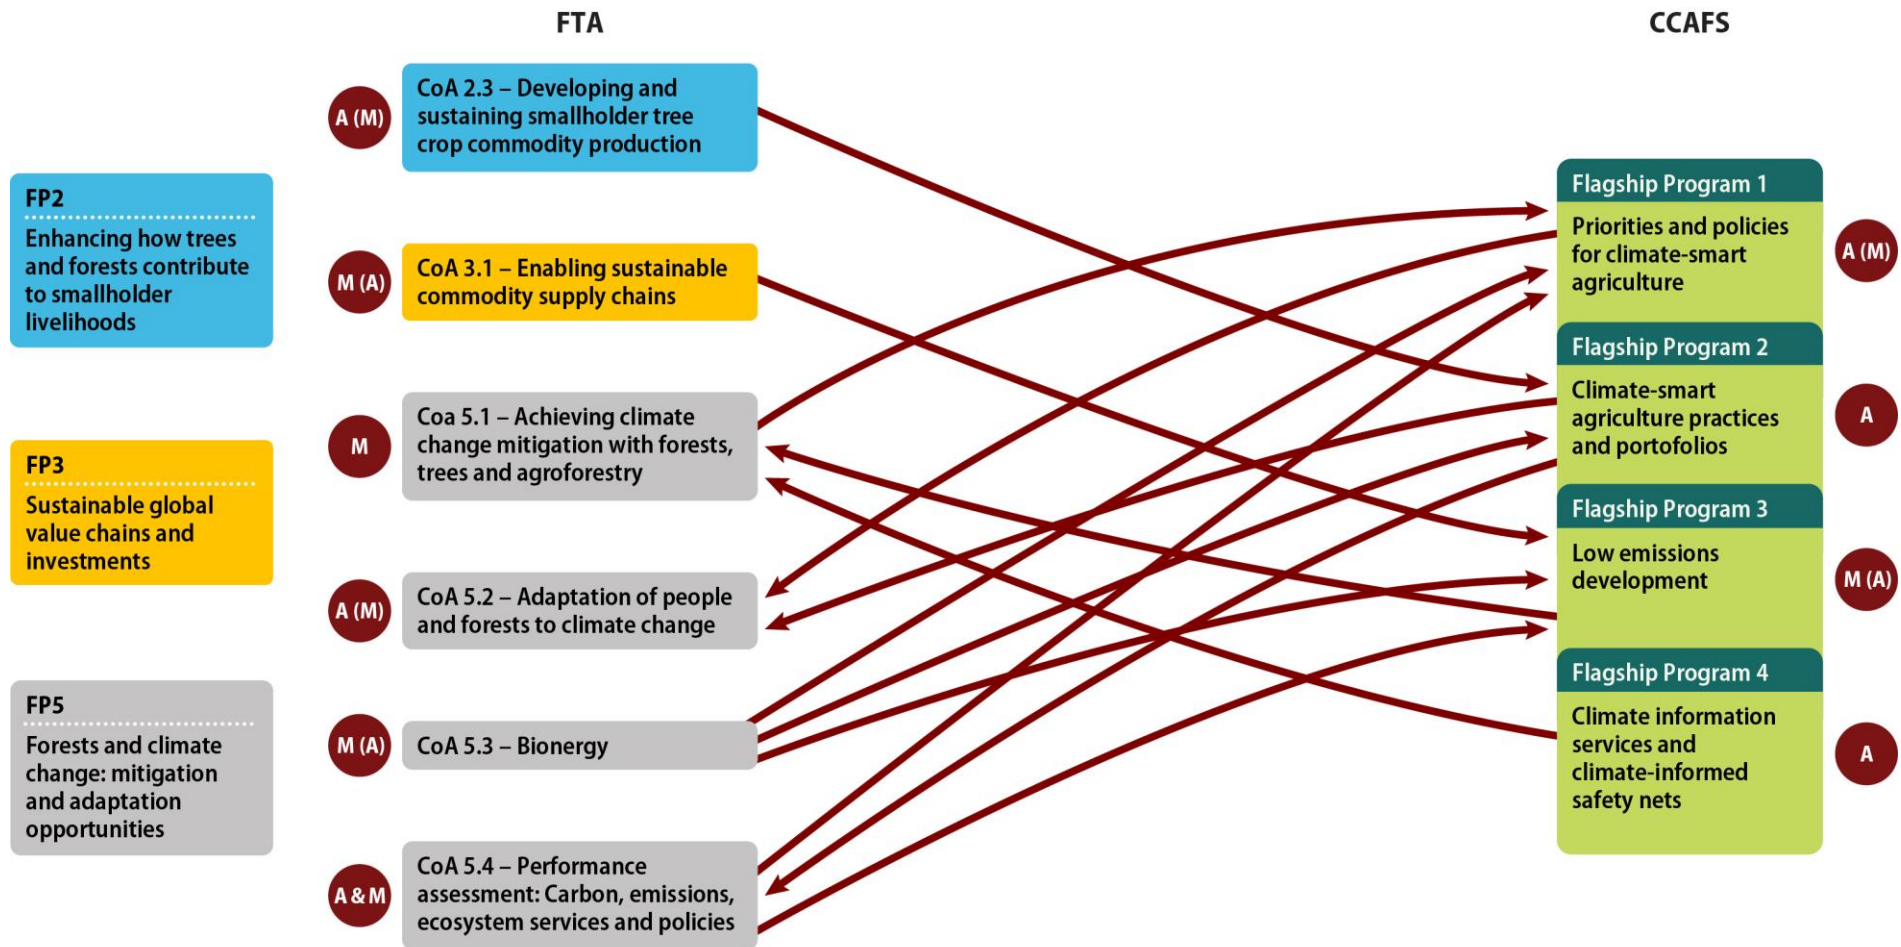 FTA
CCAFS
FP2
Enhancing how trees
and forests contribute
to smallholder
livelihoods
FP3
Sustainable global
value chains and
investments
FP5
Forests and climate
change: mitigation
and adaptation
opportunities
A (M)
CoA 2.3 – Developing and
sustaining smallholder tree
crop commodity production
M (A)
CoA 3.1 – Enabling sustainable
commodity supply chains
M
Coa 5.1 – Achieving climate
change mitigation with forests,
trees and agroforestry
A (M)
CoA 5.2 – Adaptation of people
and forests to climate change
M (A)
CoA 5.3 – Bionergy
A & M
CoA 5.4 – Performance
assessment: Carbon, emissions,
ecosystem services and policies
Flagship Program 1
Priorities and policies
for climate-smart
agriculture
A (M)
Flagship Program 2
Climate-smart
agriculture practices
and portofolios
A
Flagship Program 3
Low emissions
development
M (A)
Flagship Program 4
Climate information
services and
climate-informed
safety nets
A